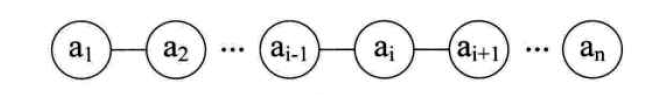 a1 a2 ... ai-1 ai ai+1 ... an